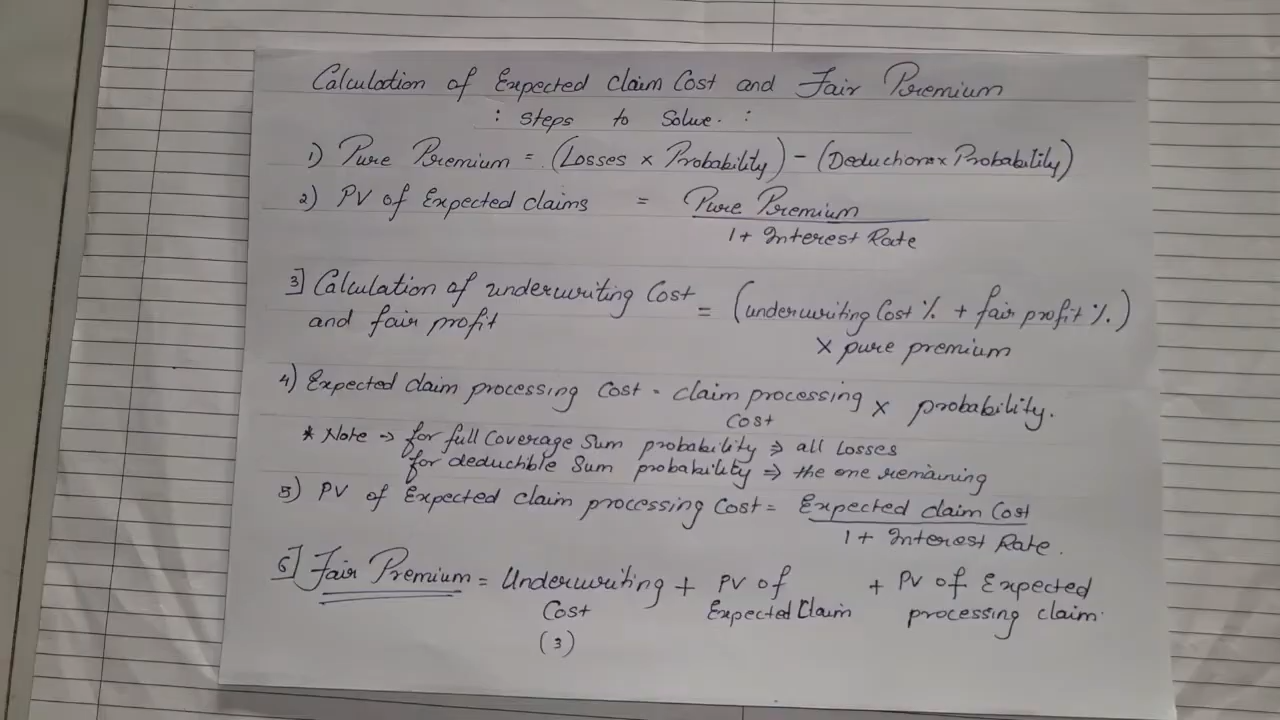 Calculation of Expected Claim Cost and Fair Premium
: Steps to Solve. :
1) Pure Premium = (Losses x Probability) - (Deductions x Probability)
2) PV of Expected claims = Pure Premium
1+ Interest Rate
3] Calculation of underwriting Cost = (underwriting Cost % + fair profit %.)
and fair profit
x pure premium
4) Expected claim processing Cost = claim processing x probability.
Cost
* Note → for full Coverage Sum probability ⇒ all losses
for deductible Sum probability ⇒ the one remaining
5) PV of Expected claim processing Cost = Expected claim Cost
1+ Interest Rate.
6] Fair Premium = Underwriting + PV of + PV of Expected
Cost Expected Claim processing claim.
(3)